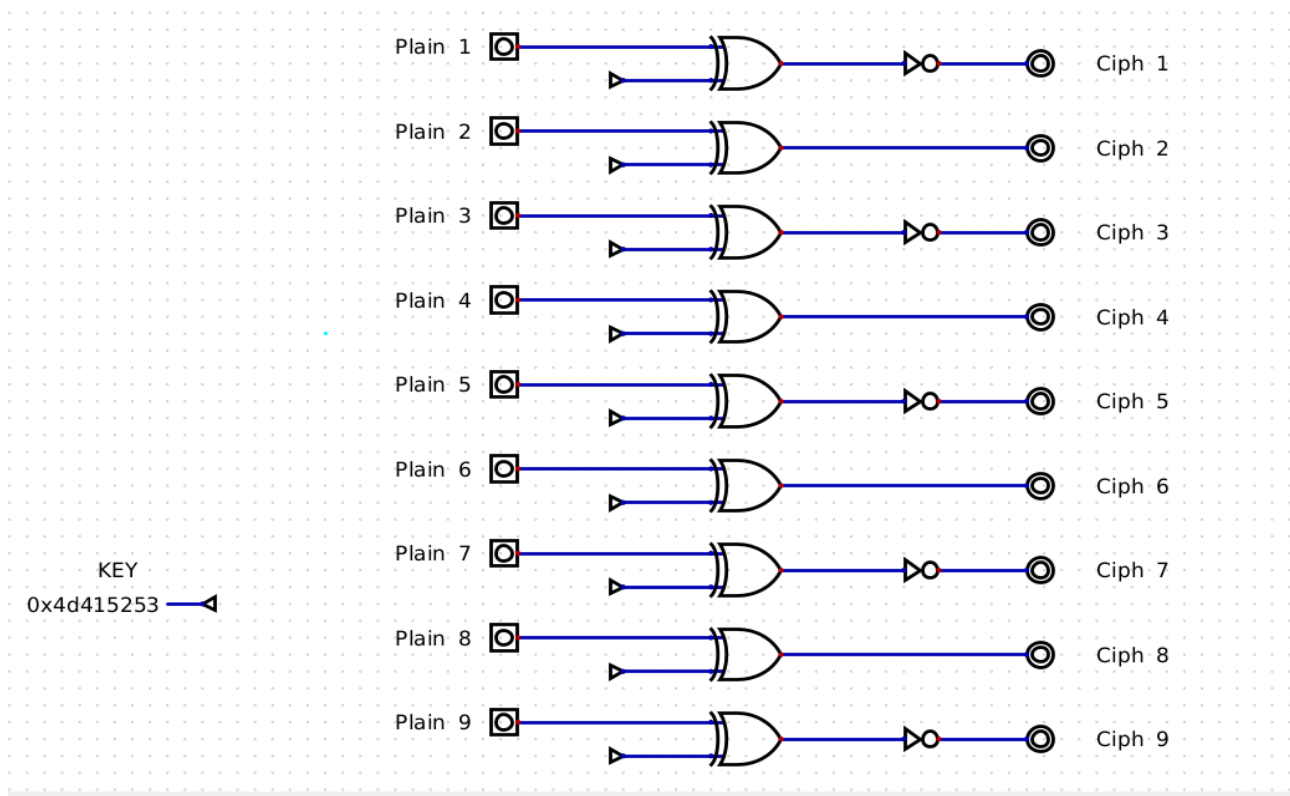 Plain 1
Ciph 1
Plain 2
Ciph 2
Plain 3
Ciph 3
Plain 4
Ciph 4
Plain 5
Ciph 5
Plain 6
Ciph 6
Plain 7
Ciph 7
KEY
0x4d415253
Plain 8
Ciph 8
Plain 9
Ciph 9